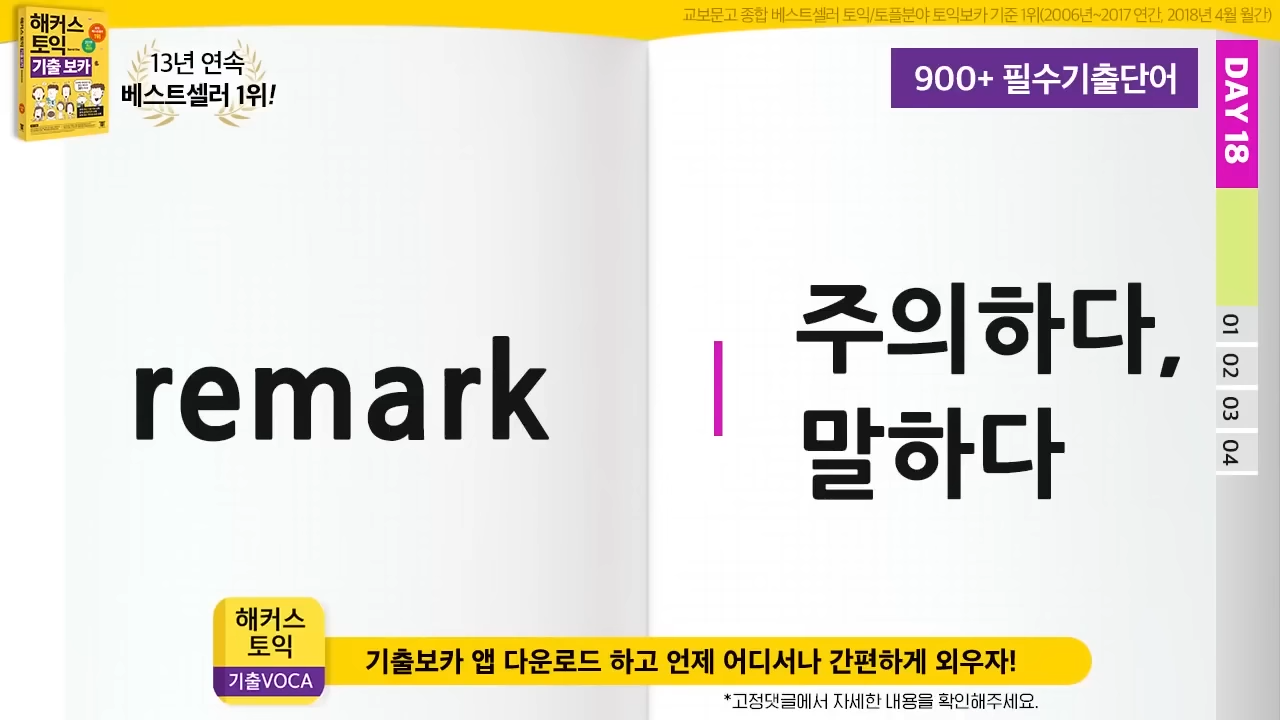 교보문고 종합 베스트셀러 토익/토플분야 토익보카 기준 1위(2006년~2017 연간, 2018년 4월 월간)
해커스
토익
기출 보카
13년 연속
베스트셀러 1위!
900+ 필수기출단어
DAY 18
remark
주의하다,
말하다
01
02
03
04
해커스
토익
기출VOCA
기출보카 앱 다운로드 하고 언제 어디서나 간편하게 외우자!
*고정댓글에서 자세한 내용을 확인해주세요.